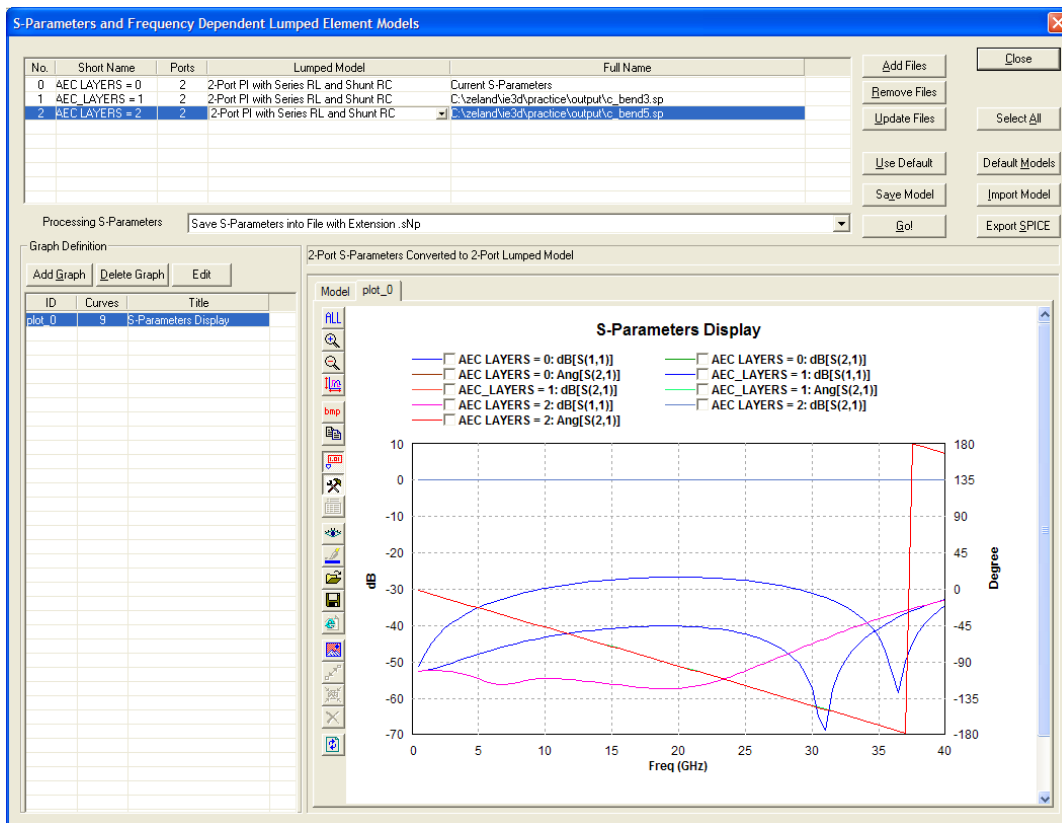 S-Parameters and Frequency Dependent Lumped Element Models
No. Short Name Ports Lumped Model Full Name
0 AEC LAYERS = 0 2 2-Port PI with Series RL and Shunt RC Current S-Parameters
1 AEC_LAYERS = 1 2 2-Port PI with Series RL and Shunt RC C:\zeland\ie3d\practice\output\c_bend3.sp
2 AEC LAYERS = 2 2 2-Port PI with Series RL and Shunt RC C:\zeland\ie3d\practice\output\c_bend5.sp
Add Files Close
Remove Files
Update Files Select All
Use Default Default Models
Save Model Import Model
Go! Export SPICE
Processing S-Parameters Save S-Parameters into File with Extension .sNp
Graph Definition
Add Graph Delete Graph Edit
ID Curves Title
plot_0 9 S-Parameters Display
2-Port S-Parameters Converted to 2-Port Lumped Model
Model plot_0
ALL
bmp
S-Parameters Display
AEC LAYERS = 0: dB[S(1,1)] AEC LAYERS = 0: dB[S(2,1)]
AEC LAYERS = 0: Ang[S(2,1)] AEC_LAYERS = 1: dB[S(1,1)]
AEC_LAYERS = 1: dB[S(2,1)] AEC_LAYERS = 1: Ang[S(2,1)]
AEC LAYERS = 2: dB[S(1,1)] AEC LAYERS = 2: dB[S(2,1)]
AEC LAYERS = 2: Ang[S(2,1)]
10 180
0 135
-10 90
-20 45
-30 0
-40 -45
-50 -90
-60 -135
-70 -180
dB
Degree
0 5 10 15 20 25 30 35 40
Freq (GHz)